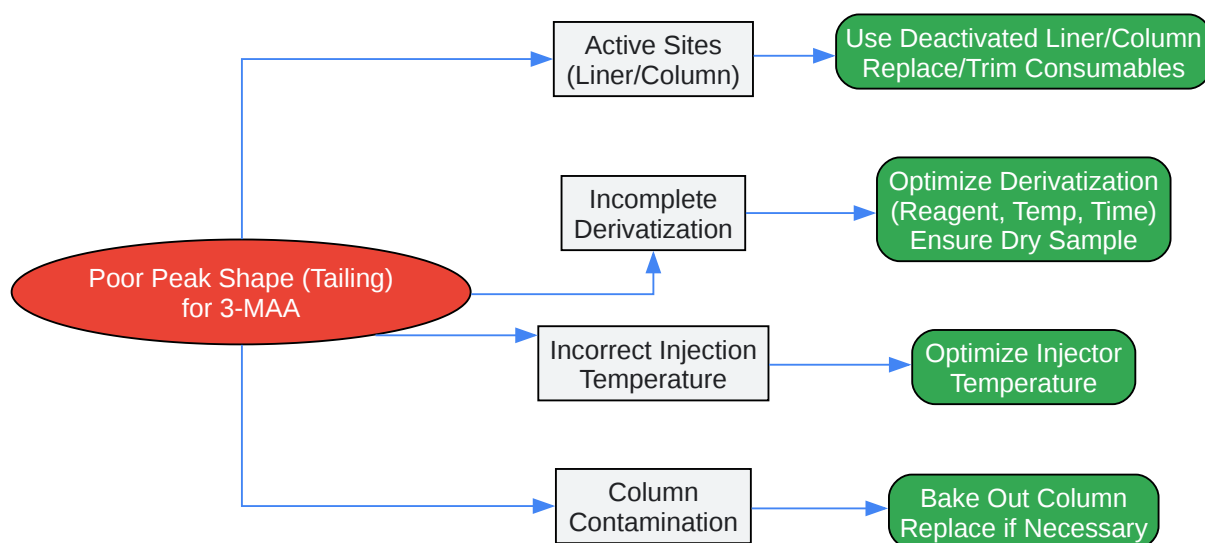 Poor Peak Shape (Tailing)
for 3-MAA
Active Sites
(Liner/Column)
Use Deactivated Liner/Column
Replace/Trim Consumables
Incomplete
Derivatization
Optimize Derivatization
(Reagent, Temp, Time)
Ensure Dry Sample
Incorrect Injection
Temperature
Optimize Injector
Temperature
Column
Contamination
Bake Out Column
Replace if Necessary